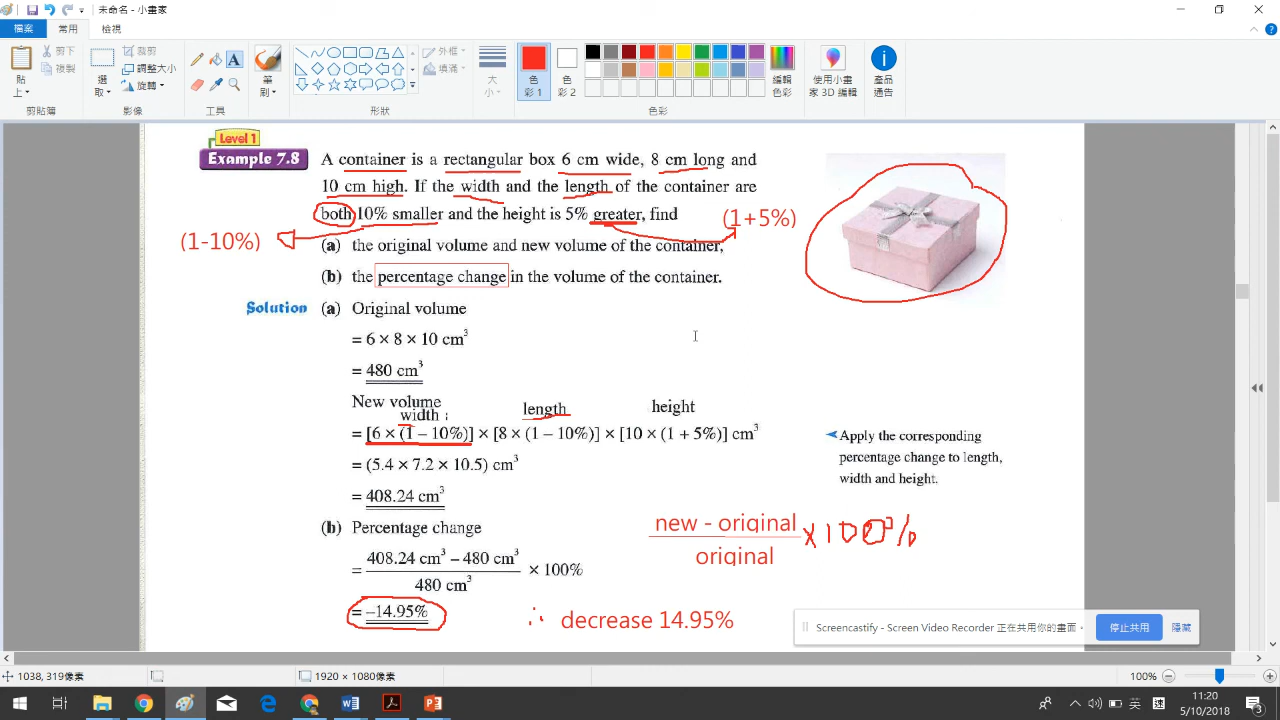 未命名 - 小畫家
檔案 常用 檢視
貼上 剪下 複製 剪貼簿
選取 裁剪 調整大小 旋轉 影像
工具
筆刷
外框 填滿 形狀
大小
色彩 1 色彩 2 編輯色彩 色彩
使用小畫家 3D 編輯
產品通告
Level 1
Example 7.8 A container is a rectangular box 6 cm wide, 8 cm long and
10 cm high. If the width and the length of the container are
both 10% smaller and the height is 5% greater, find
(1-10%) (1+5%)
(a) the original volume and new volume of the container,
(b) the percentage change in the volume of the container.
Solution (a) Original volume
= 6 × 8 × 10 cm³
= 480 cm³
New volume
width : length height
= [6 × (1 – 10%)] × [8 × (1 – 10%)] × [10 × (1 + 5%)] cm³
Apply the corresponding
percentage change to length,
width and height.
= (5.4 × 7.2 × 10.5) cm³
= 408.24 cm³
(b) Percentage change
new - original
original
×100%
408.24 cm³ – 480 cm³
= × 100%
480 cm³
= –14.95%
∴ decrease 14.95%
Screencastify - Screen Video Recorder 正在共用你的畫面。 停止共用 隱藏
1038, 319像素 1920 × 1080像素 100%
英 11:20
5/10/2018
3